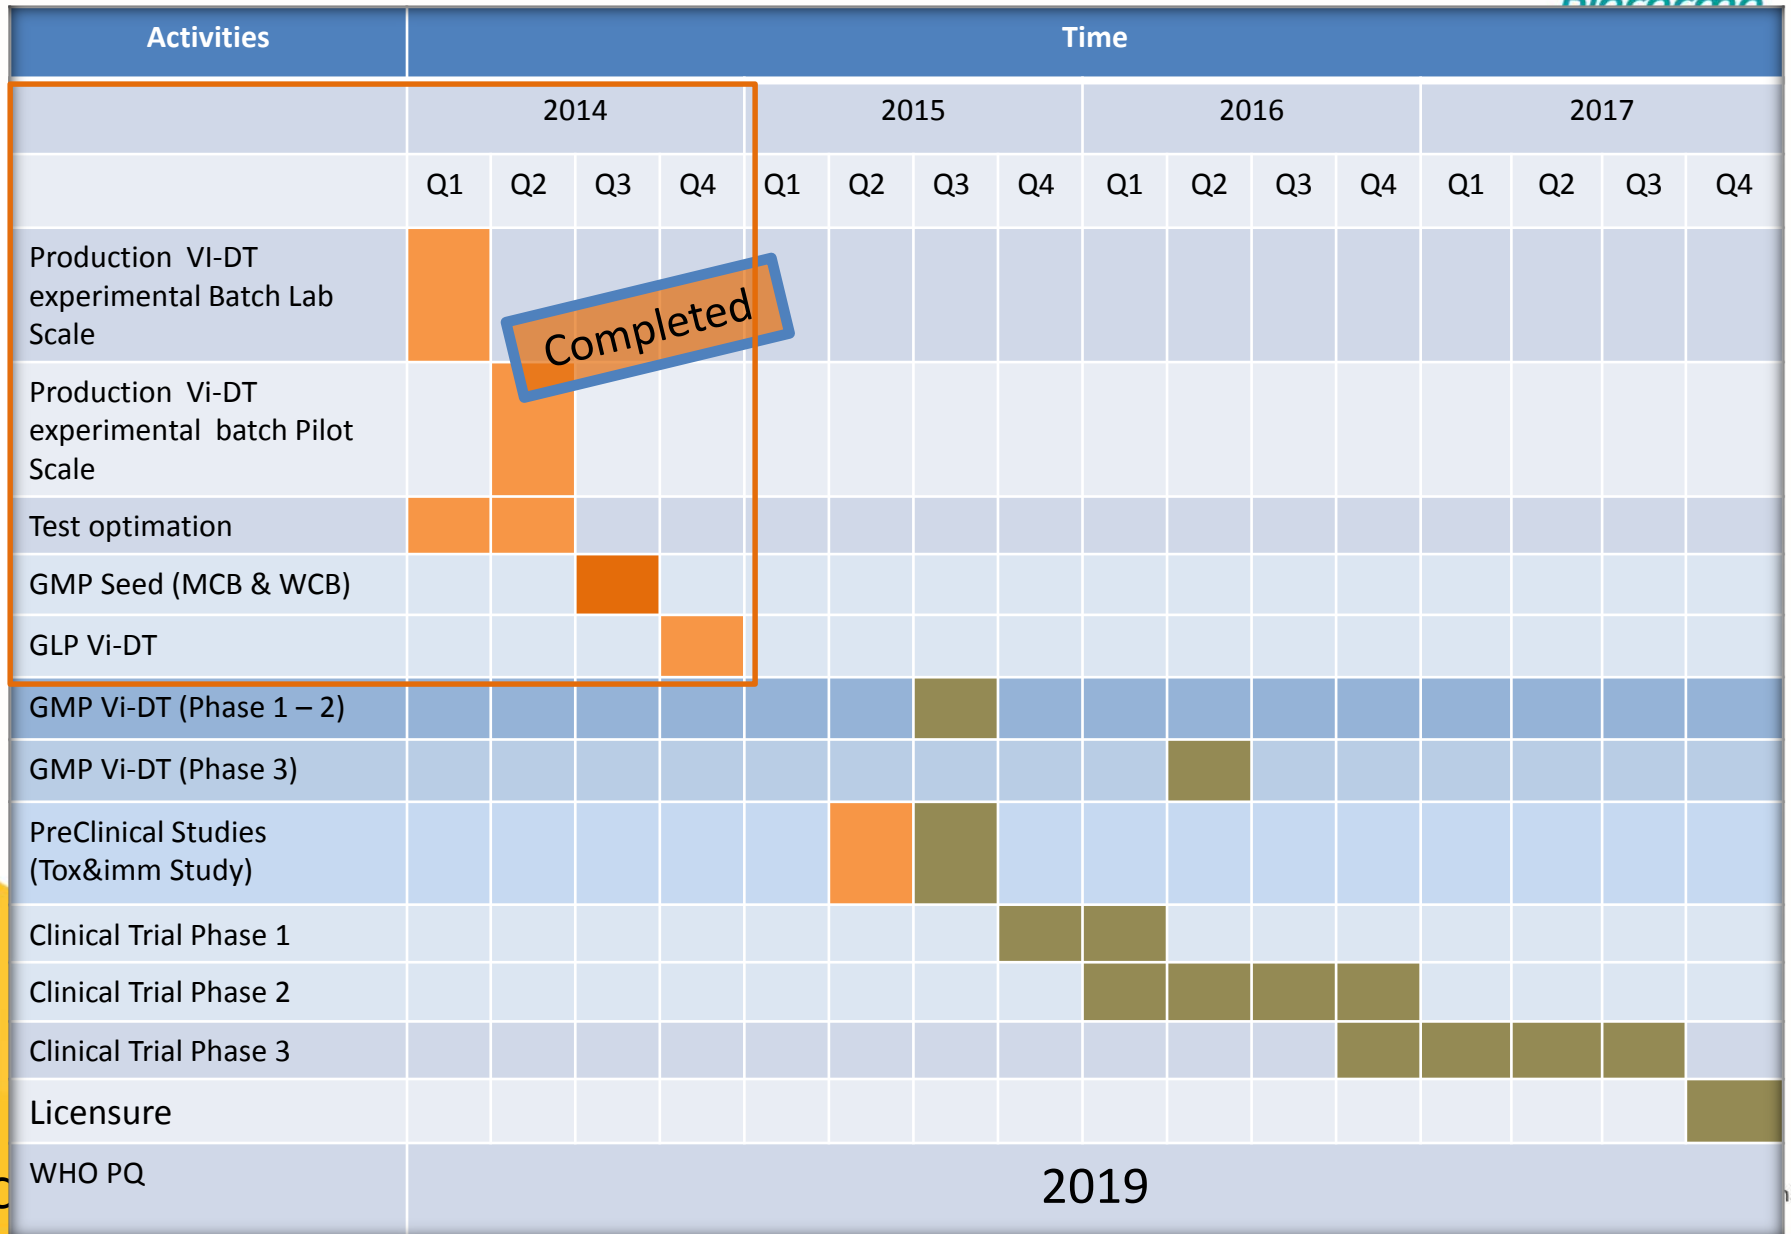 Activities Time
2014 2015 2016 2017
Q1 Q2 Q3 Q4 Q1 Q2 Q3 Q4 Q1 Q2 Q3 Q4 Q1 Q2 Q3 Q4
Production VI-DT
experimental Batch Lab
Scale
Completed
Production Vi-DT
experimental batch Pilot
Scale
Test optimation
GMP Seed (MCB & WCB)
GLP Vi-DT
GMP Vi-DT (Phase 1 – 2)
GMP Vi-DT (Phase 3)
PreClinical Studies
(Tox&imm Study)
Clinical Trial Phase 1
Clinical Trial Phase 2
Clinical Trial Phase 3
Licensure
WHO PQ 2019